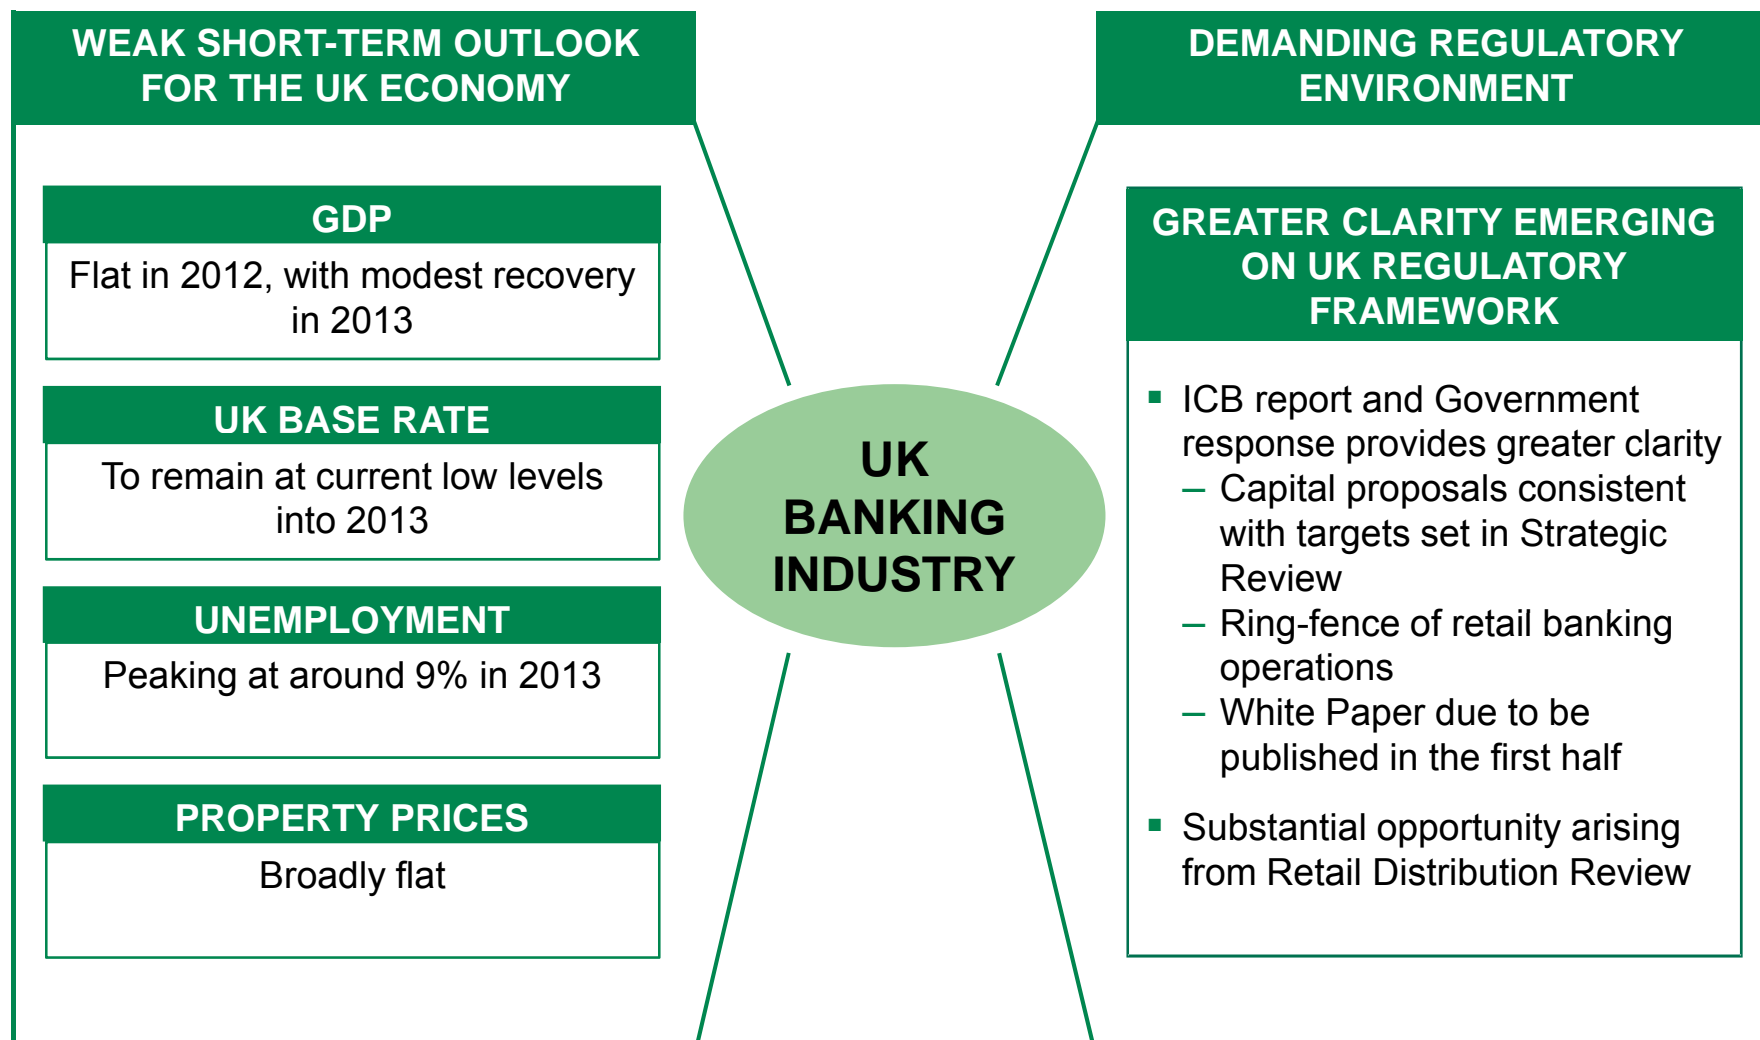 WEAK SHORT-TERM OUTLOOK
FOR THE UK ECONOMY
GDP
Flat in 2012, with modest recovery
in 2013
UK BASE RATE
To remain at current low levels
into 2013
UNEMPLOYMENT
Peaking at around 9% in 2013
PROPERTY PRICES
Broadly flat
UK
BANKING
INDUSTRY
DEMANDING REGULATORY
ENVIRONMENT
GREATER CLARITY EMERGING
ON UK REGULATORY
FRAMEWORK
▪ ICB report and Government
response provides greater clarity
– Capital proposals consistent
with targets set in Strategic
Review
– Ring-fence of retail banking
operations
– White Paper due to be
published in the first half
▪ Substantial opportunity arising
from Retail Distribution Review